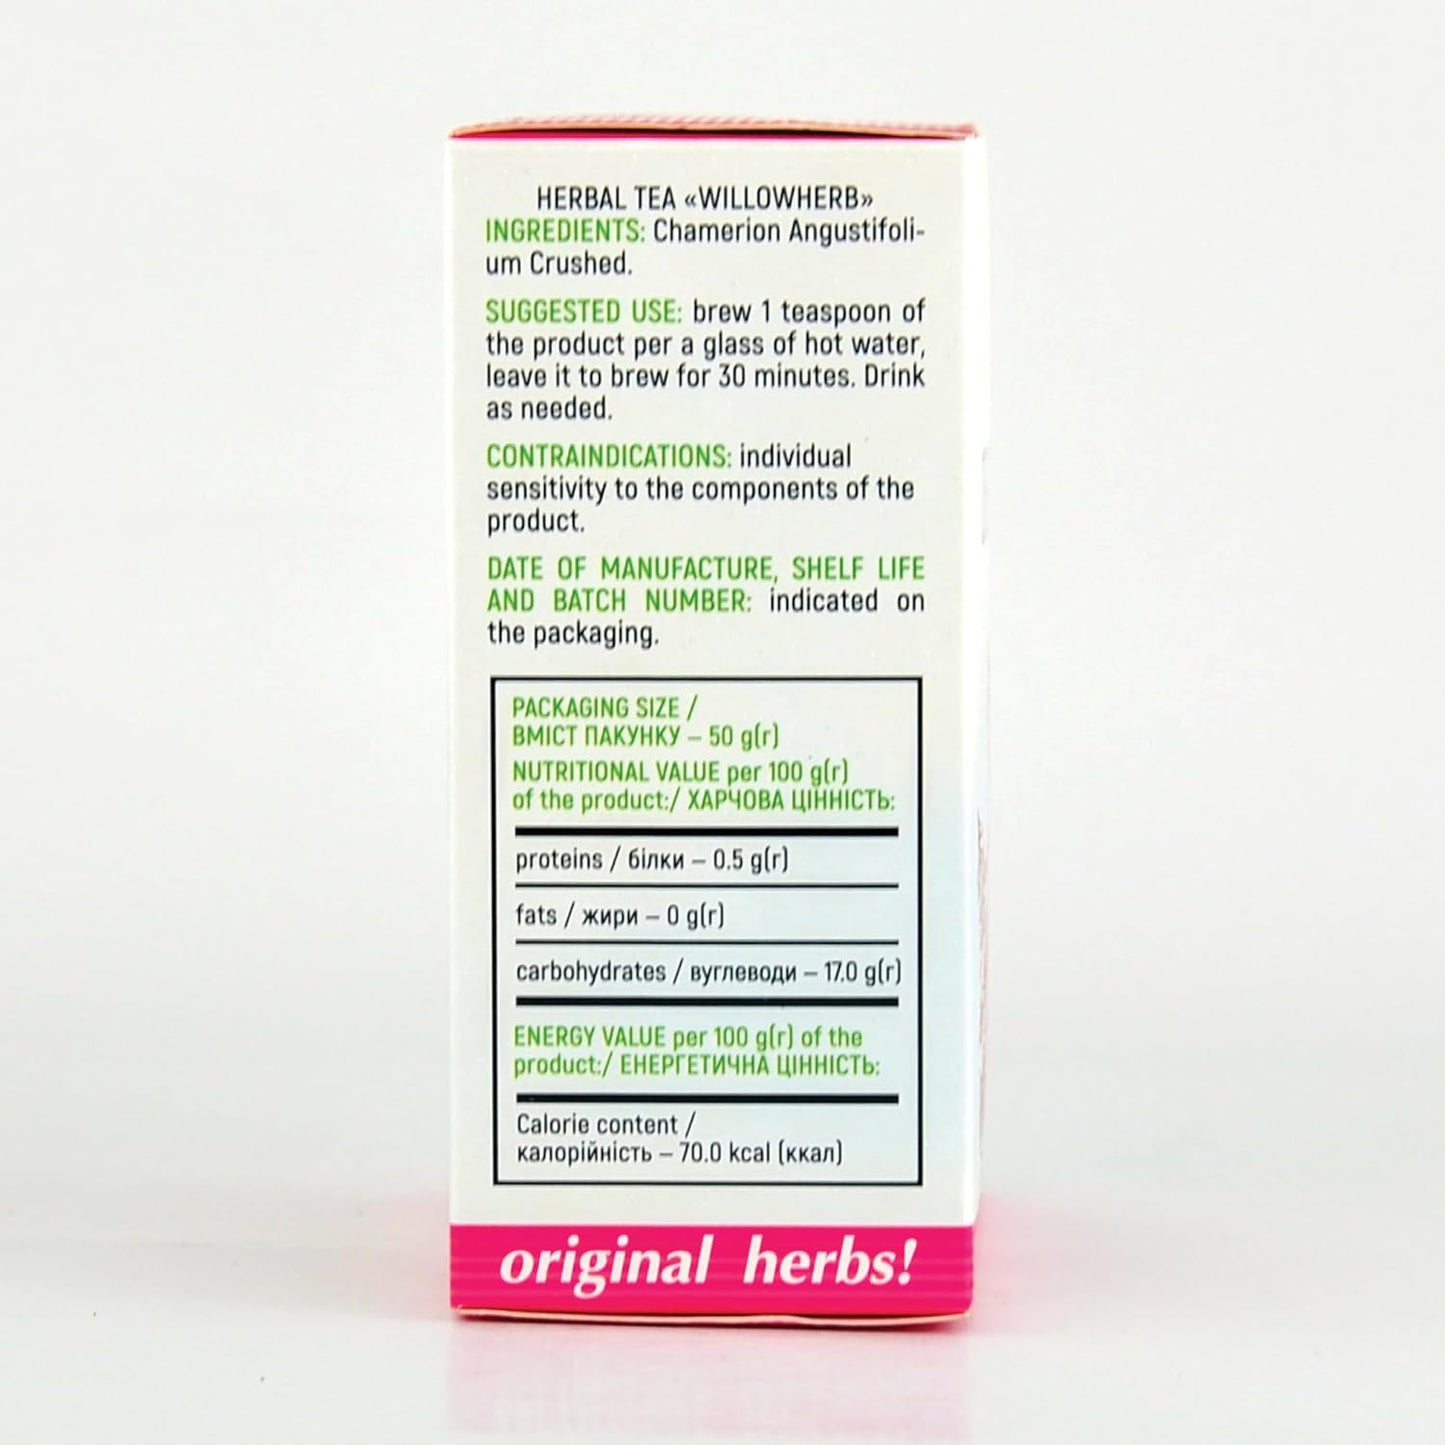 HERBAL TEA «WILLOWHERB»
INGREDIENTS: Chamerion Angustifoli-
um Crushed.
SUGGESTED USE: brew 1 teaspoon of
the product per a glass of hot water,
leave it to brew for 30 minutes. Drink
as needed.
CONTRAINDICATIONS: individual
sensitivity to the components of the
product.
DATE OF MANUFACTURE, SHELF LIFE
AND BATCH NUMBER: indicated on
the packaging.
PACKAGING SIZE /
ВМІСТ ПАКУНКУ – 50 g(г)
NUTRITIONAL VALUE per 100 g(г)
of the product:/ ХАРЧОВА ЦІННІСТЬ:
proteins / білки – 0.5 g(г)
fats / жири – 0 g(г)
carbohydrates / вуглеводи – 17.0 g(г)
ENERGY VALUE per 100 g(г) of the
product:/ ЕНЕРГЕТИЧНА ЦІННІСТЬ:
Calorie content /
калорійність – 70.0 kcal (ккал)
original herbs!